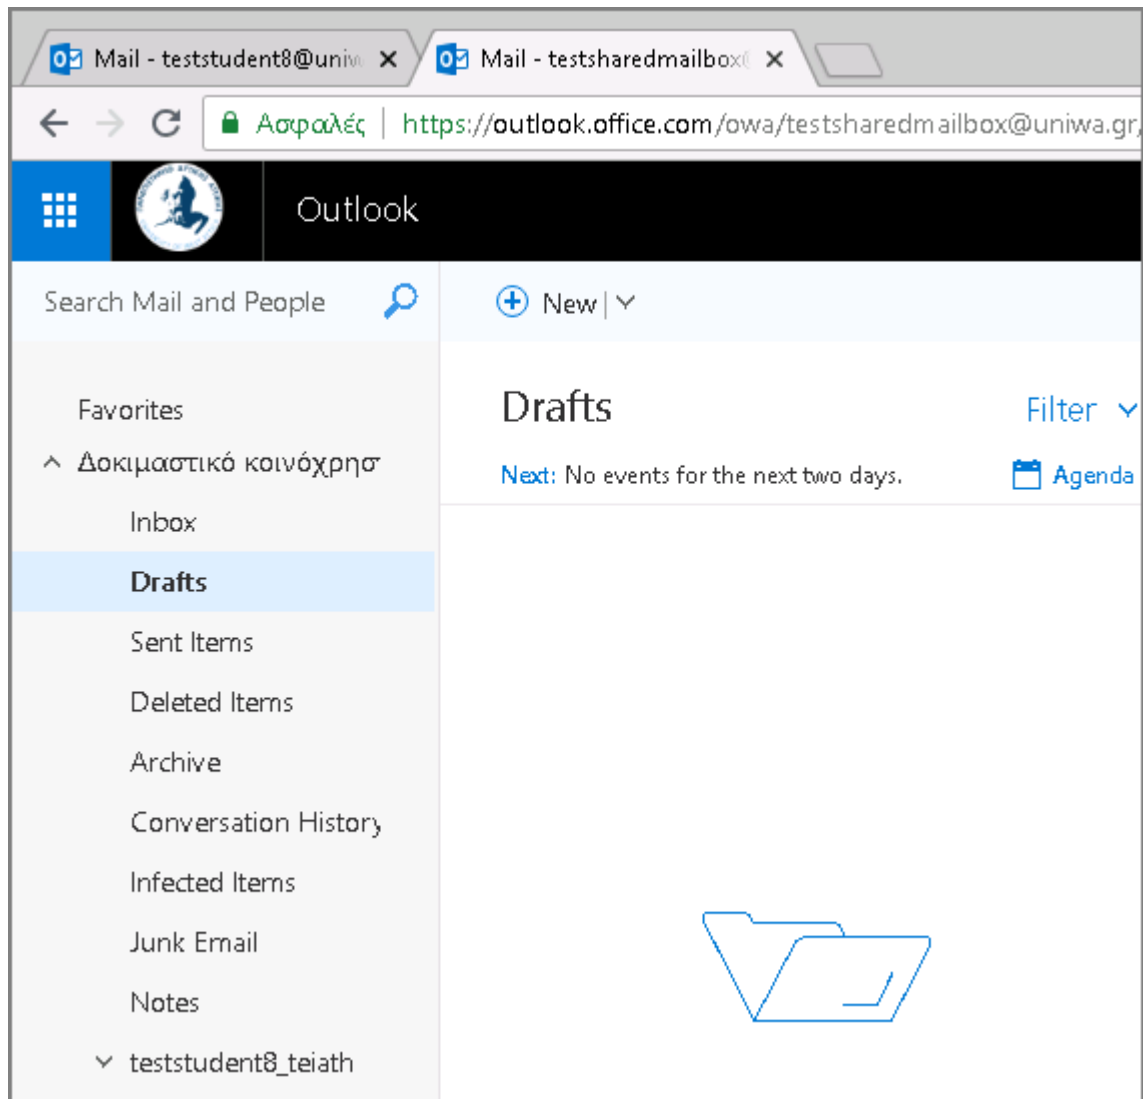 Mail - teststudent8@uniw
Mail - testsharedmailbox
Ασφαλές | https://outlook.office.com/owa/testsharedmailbox@uniwa.gr
Outlook
Search Mail and People
New
Favorites
Δοκιμαστικό κοινόχρησ
Inbox
Drafts
Sent Items
Deleted Items
Archive
Conversation History
Infected Items
Junk Email
Notes
teststudent8_teiath
Drafts
Filter
Next: No events for the next two days.
Agenda